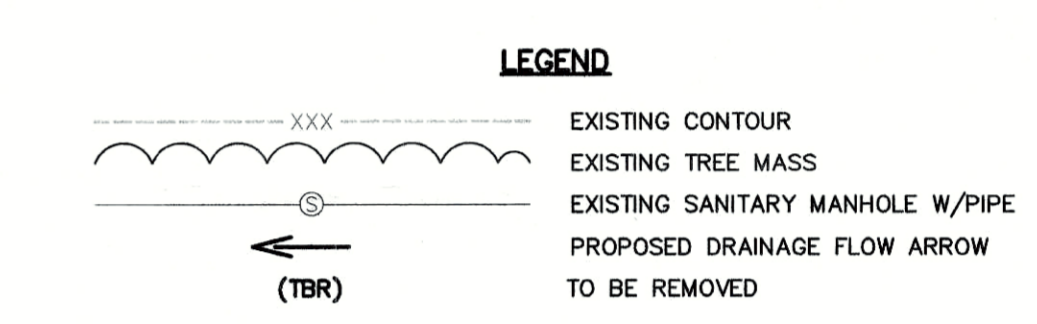 LEGEND
XXX EXISTING CONTOUR
EXISTING TREE MASS
S EXISTING SANITARY MANHOLE W/PIPE
PROPOSED DRAINAGE FLOW ARROW
(TBR) TO BE REMOVED